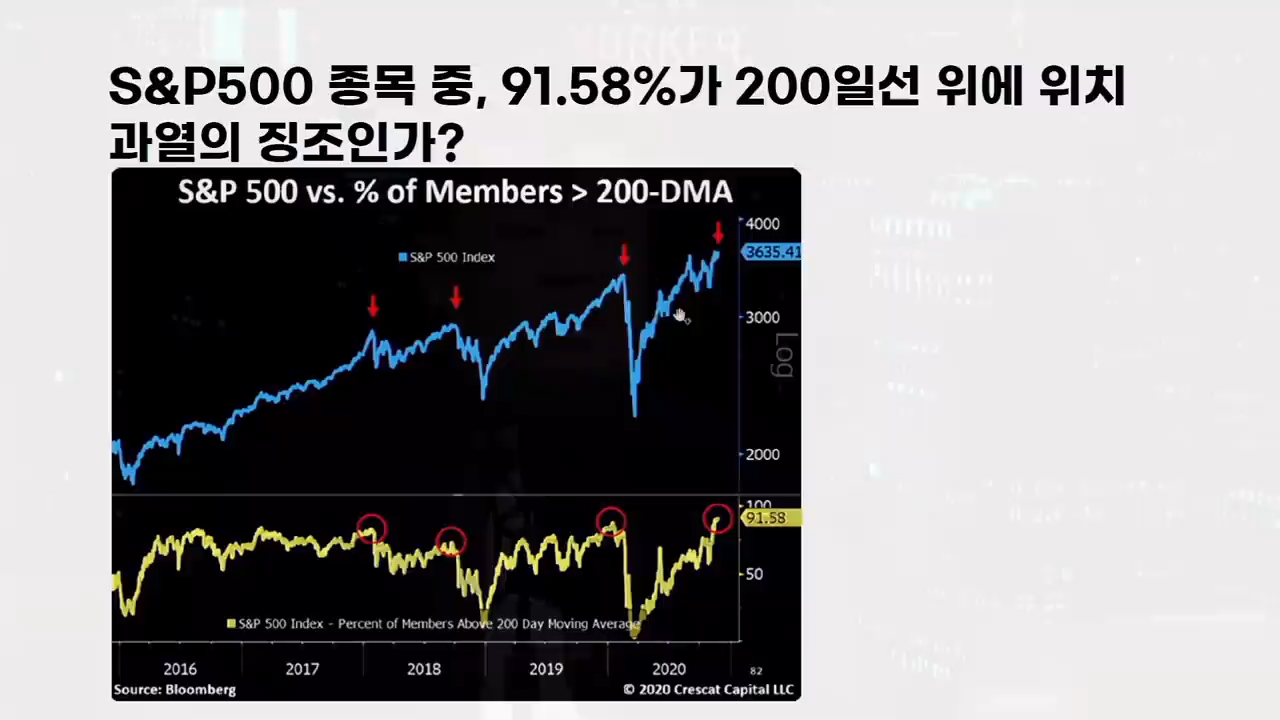 S&P500 종목 중, 91.58%가 200일선 위에 위치
과열의 징조인가?
S&P 500 vs. % of Members > 200-DMA
4000
S&P 500 Index
3635.41
3000
Log
2000
100
91.58
50
S&P 500 Index - Percent of Members Above 200 Day Moving Average
2016 2017 2018 2019 2020 82
Source: Bloomberg © 2020 Crescat Capital LLC